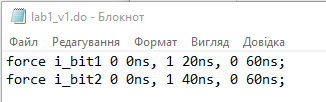 lab1_v1.do - Блокнот
Файл Редагування Формат Вигляд Довідка
force i_bit1 0 0ns, 1 20ns, 0 60ns;
force i_bit2 0 0ns, 1 40ns, 0 60ns;